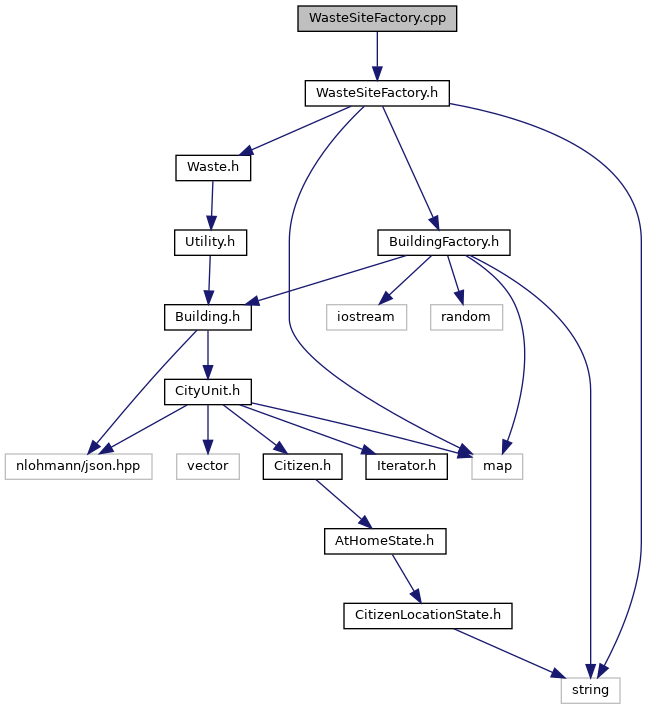 WasteSiteFactory.cpp
WasteSiteFactory.h
Waste.h
Utility.h
BuildingFactory.h
Building.h
iostream
random
CityUnit.h
nlohmann/json.hpp
vector
Citizen.h
Iterator.h
map
AtHomeState.h
CitizenLocationState.h
string